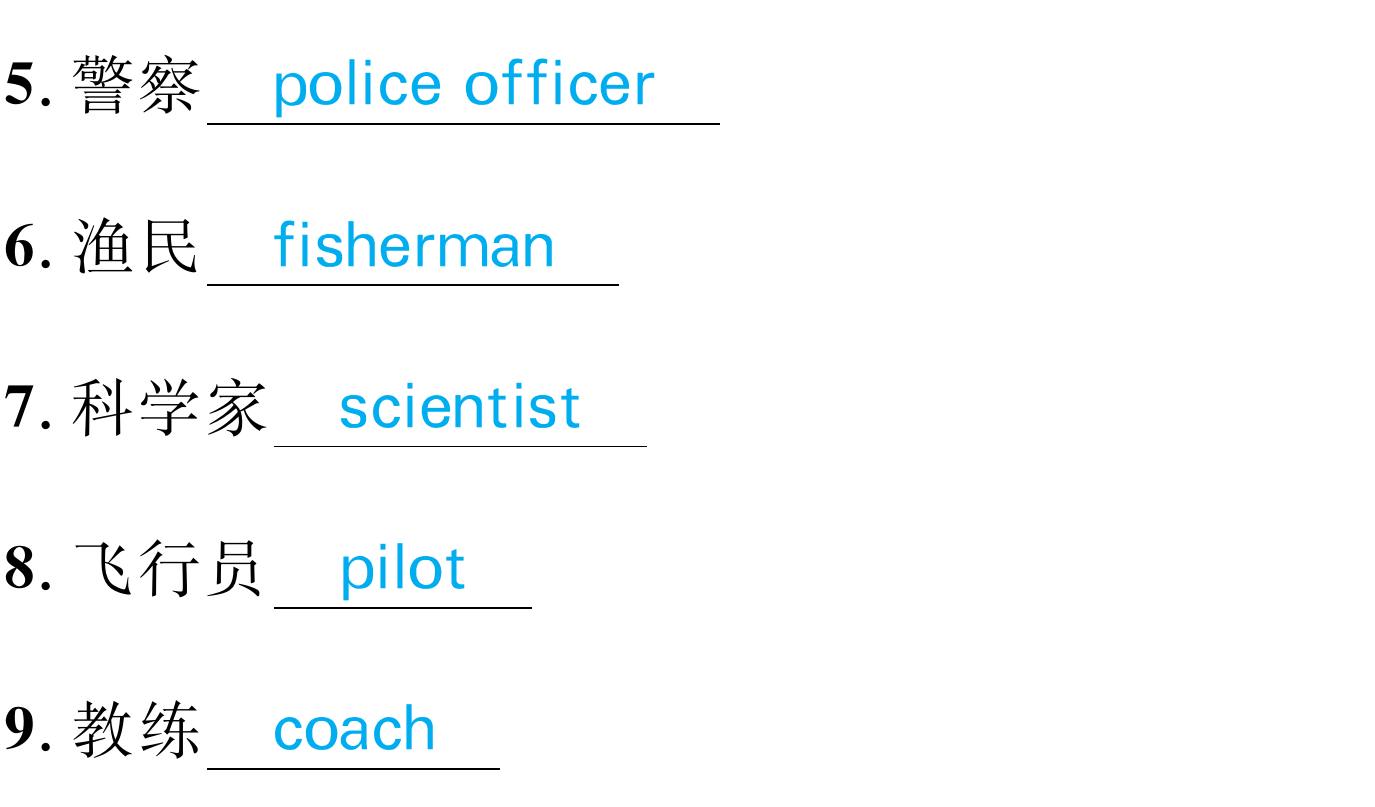 5. 警察 police officer
6. 渔民 fisherman
7. 科学家 scientist
8. 飞行员 pilot
9. 教练 coach